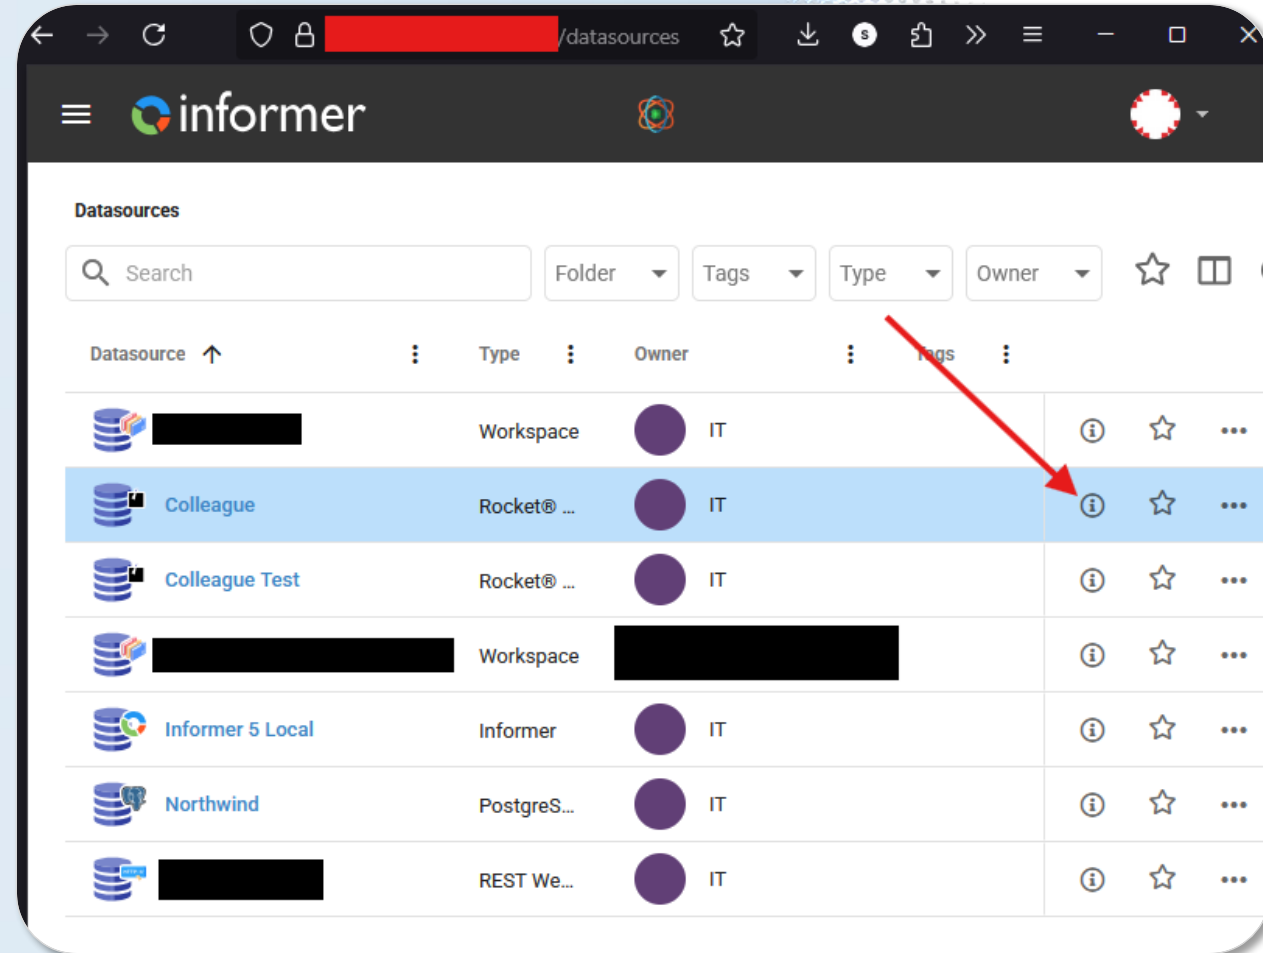 /datasources
S
informer
Datasources
Search
Folder
Tags
Type
Owner
Datasource
Type
Owner
Tags
Workspace
IT
Colleague
Rocket® ...
IT
Colleague Test
Rocket® ...
IT
Workspace
Informer 5 Local
Informer
IT
Northwind
PostgreS...
IT
REST We...
IT